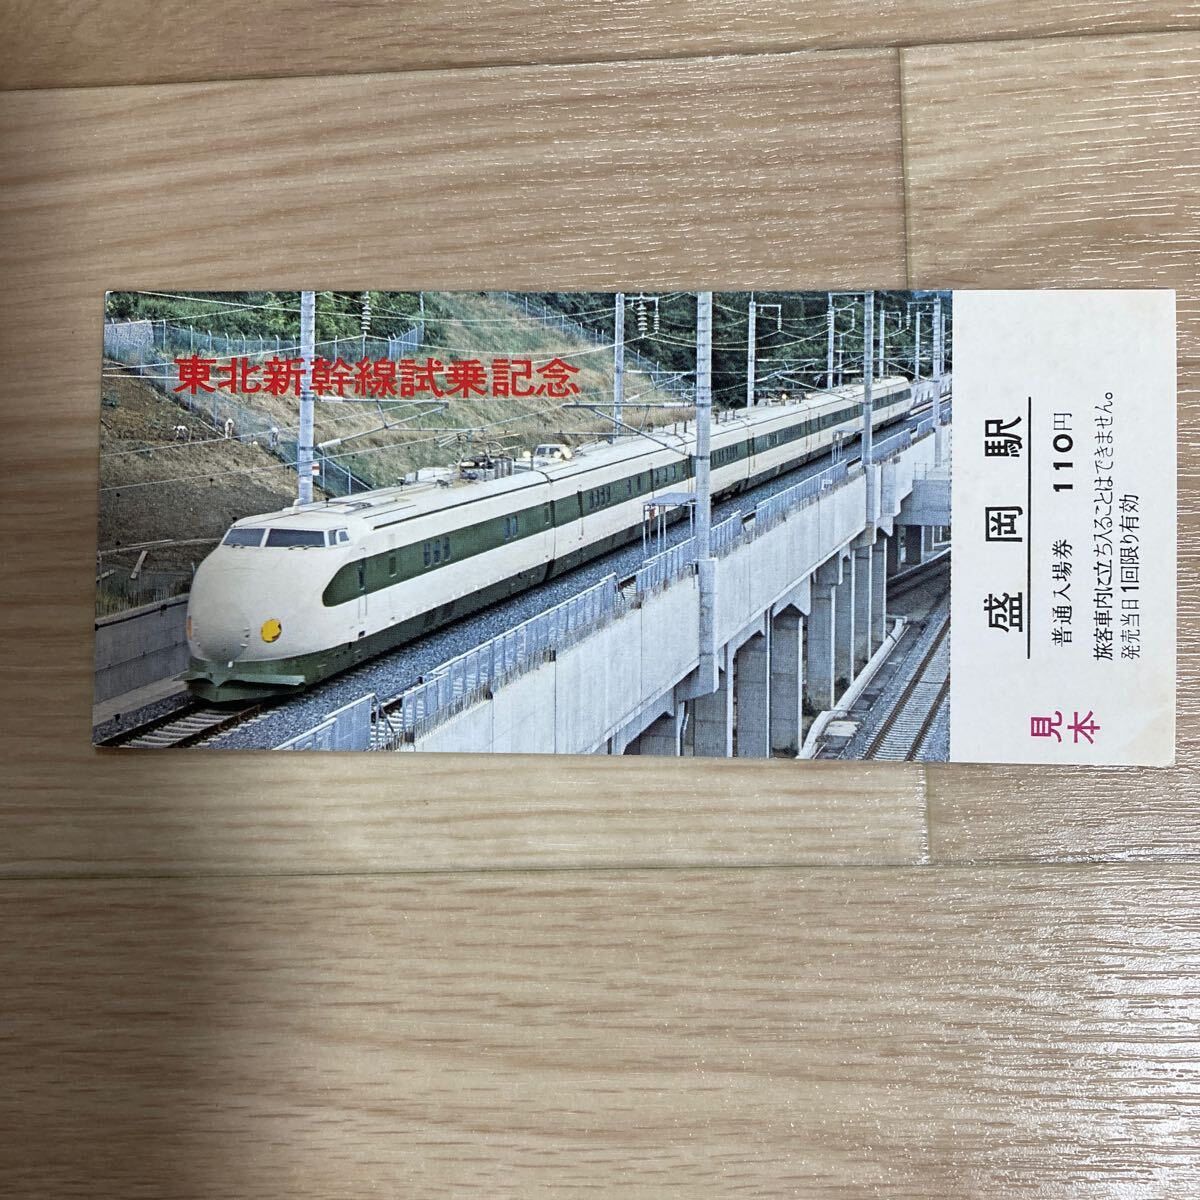 東北新幹線試乗記念
盛岡駅
普通入場券 110円
旅客車内に立ち入ることはできません。
発売当日1回限り有効
見本